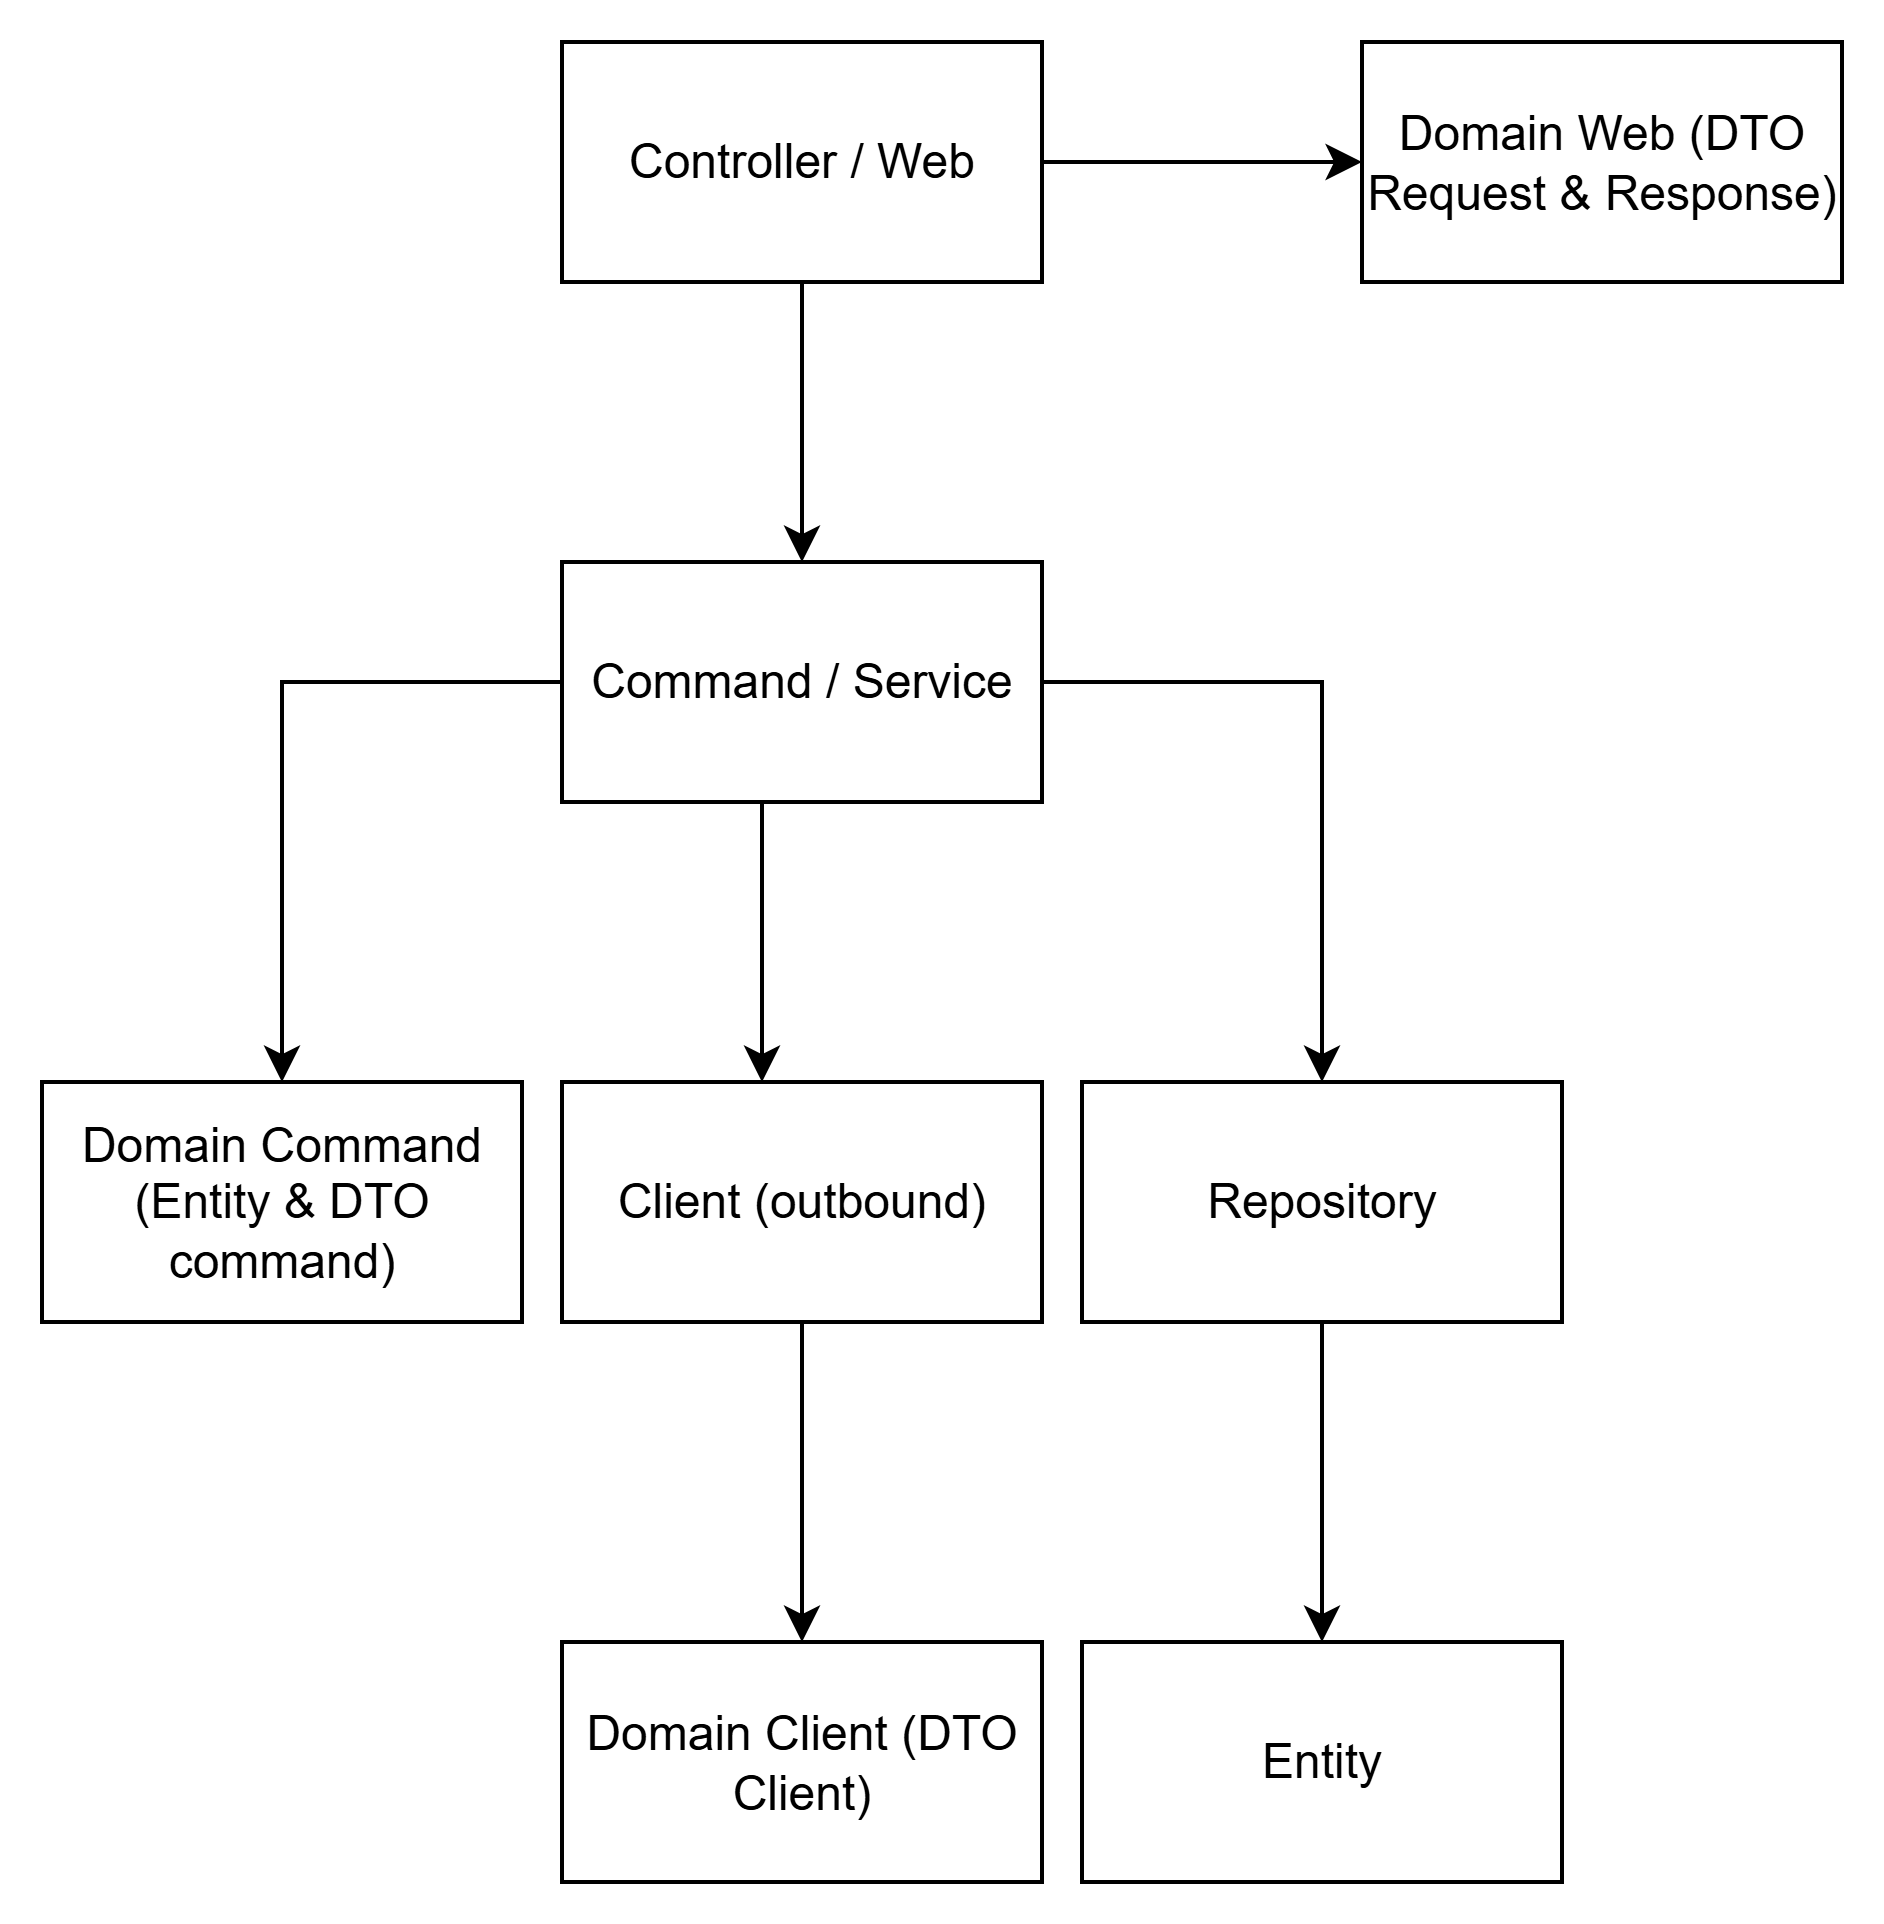 Controller / Web
Domain Web (DTO
Request & Response)
Command / Service
Domain Command
(Entity & DTO
command)
Client (outbound)
Repository
Domain Client (DTO
Client)
Entity